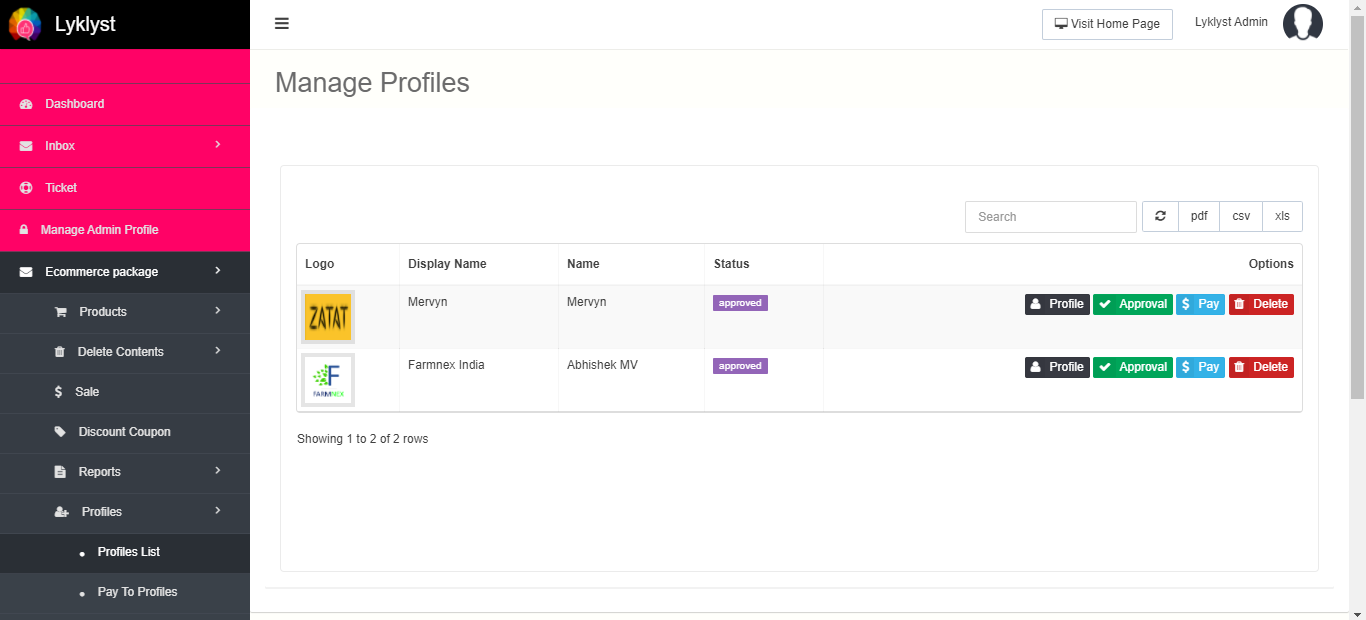 Lyklyst
Visit Home Page
Lyklyst Admin
Manage Profiles
Dashboard
Inbox
Ticket
Manage Admin Profile
Ecommerce package
Products
Delete Contents
$ Sale
Discount Coupon
Reports
Profiles
Profiles List
Pay To Profiles
Search
pdf csv xls
Logo Display Name Name Status Options
ZATAT Mervyn Mervyn approved Profile Approval $ Pay Delete
F FARMNEX Farmnex India Abhishek MV approved Profile Approval $ Pay Delete
Showing 1 to 2 of 2 rows